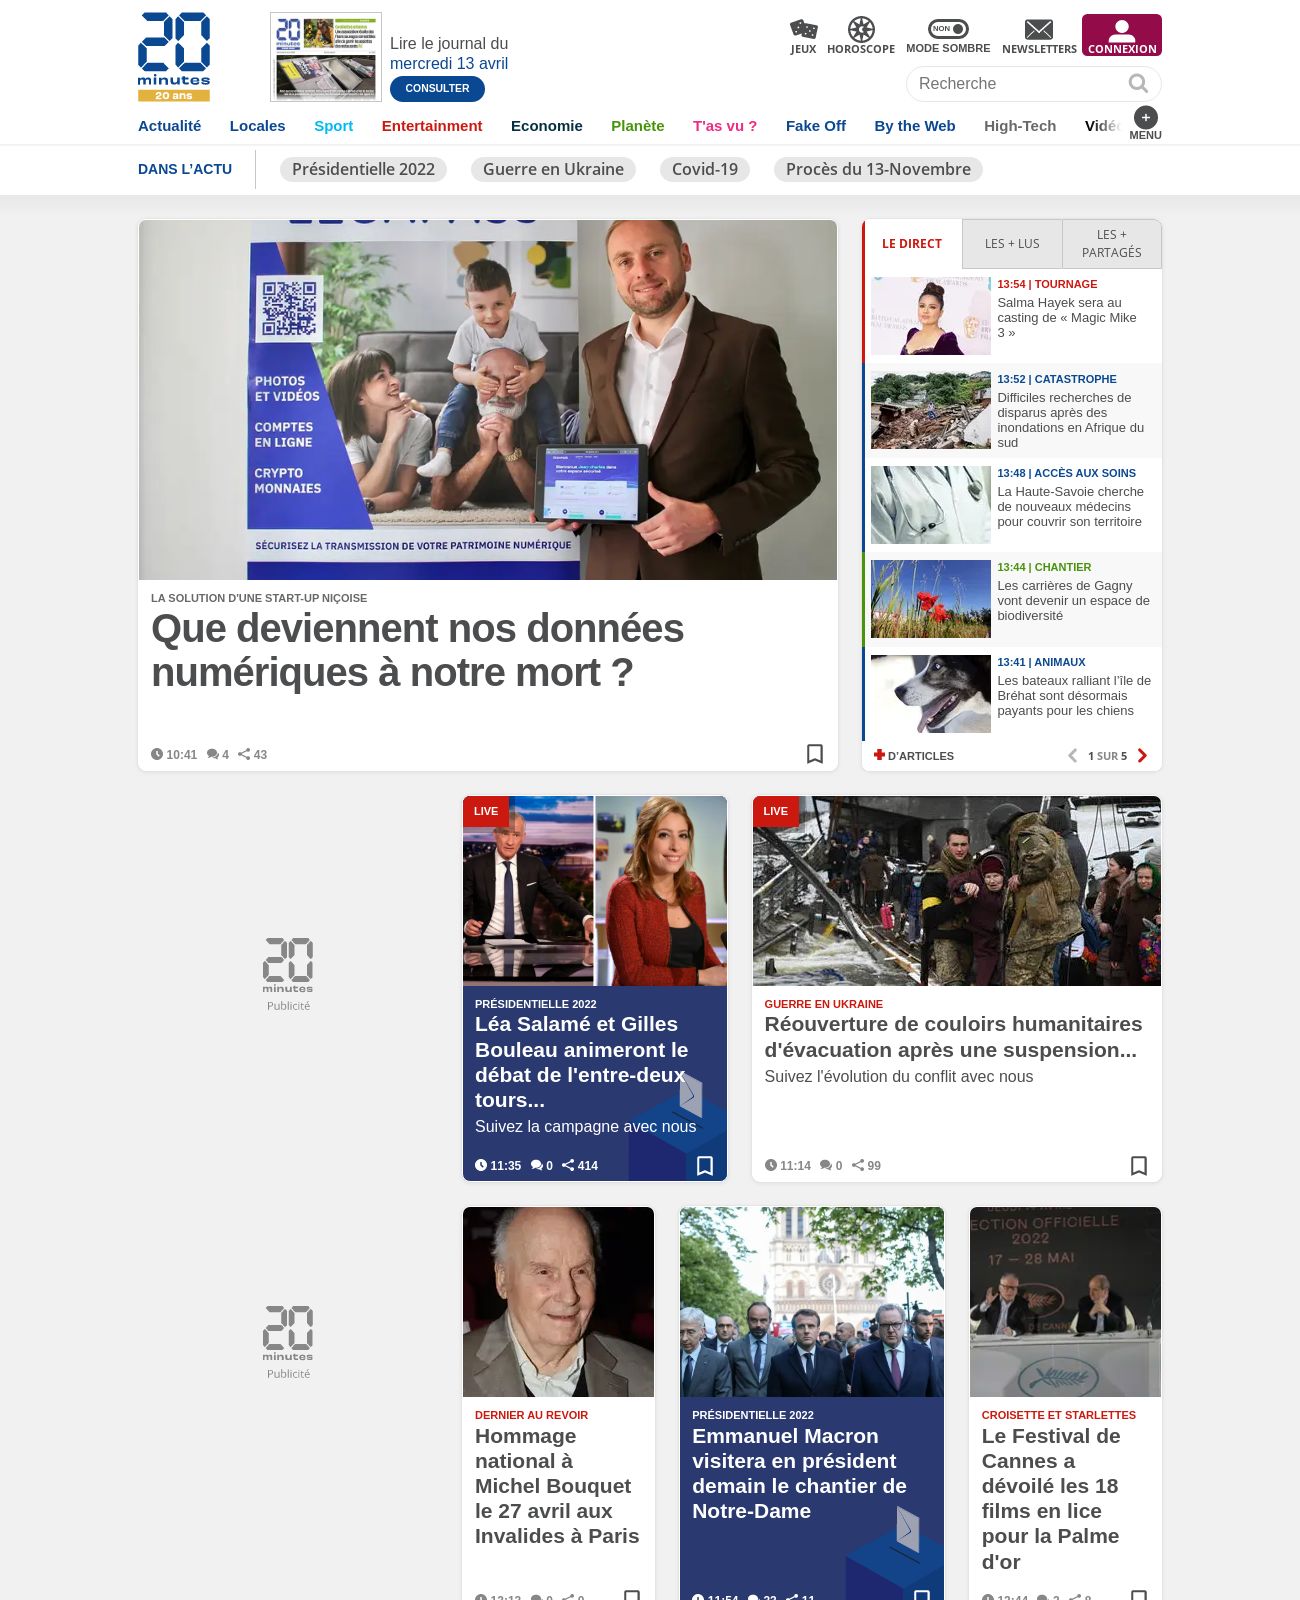 20
minutes
20 ans
Lire le journal du
mercredi 13 avril
CONSULTER
JEUX
HOROSCOPE
NON
MODE SOMBRE
NEWSLETTERS
CONNEXION
Recherche
Actualité Locales Sport Entertainment Economie Planète T'as vu ? Fake Off By the Web High-Tech Vidéo
MENU
DANS L'ACTU
Présidentielle 2022
Guerre en Ukraine
Covid-19
Procès du 13-Novembre
PHOTOS
ET VIDÉOS
COMPTES
EN LIGNE
CRYPTO
MONNAIES
SÉCURISEZ LA TRANSMISSION DE VOTRE PATRIMOINE NUMÉRIQUE
LA SOLUTION D'UNE START-UP NIÇOISE
Que deviennent nos données
numériques à notre mort ?
10:41 4 43
LE DIRECT
LES + LUS
LES +
PARTAGÉS
13:54 | TOURNAGE
Salma Hayek sera au
casting de « Magic Mike
3 »
13:52 | CATASTROPHE
Difficiles recherches de
disparus après des
inondations en Afrique du
sud
13:48 | ACCÈS AUX SOINS
La Haute-Savoie cherche
de nouveaux médecins
pour couvrir son territoire
13:44 | CHANTIER
Les carrières de Gagny
vont devenir un espace de
biodiversité
13:41 | ANIMAUX
Les bateaux ralliant l'île de
Bréhat sont désormais
payants pour les chiens
D'ARTICLES
1 SUR 5
20
minutes
Publicité
LIVE
PRÉSIDENTIELLE 2022
Léa Salamé et Gilles
Bouleau animeront le
débat de l'entre-deux
tours...
Suivez la campagne avec nous
11:35 0 414
LIVE
GUERRE EN UKRAINE
Réouverture de couloirs humanitaires
d'évacuation après une suspension...
Suivez l'évolution du conflit avec nous
11:14 0 99
20
minutes
Publicité
DERNIER AU REVOIR
Hommage
national à
Michel Bouquet
le 27 avril aux
Invalides à Paris
PRÉSIDENTIELLE 2022
Emmanuel Macron
visitera en président
demain le chantier de
Notre-Dame
ECTION OFFICIELLE
2022
17 – 28 MAI
CROISETTE ET STARLETTES
Le Festival de
Cannes a
dévoilé les 18
films en lice
pour la Palme
d'or